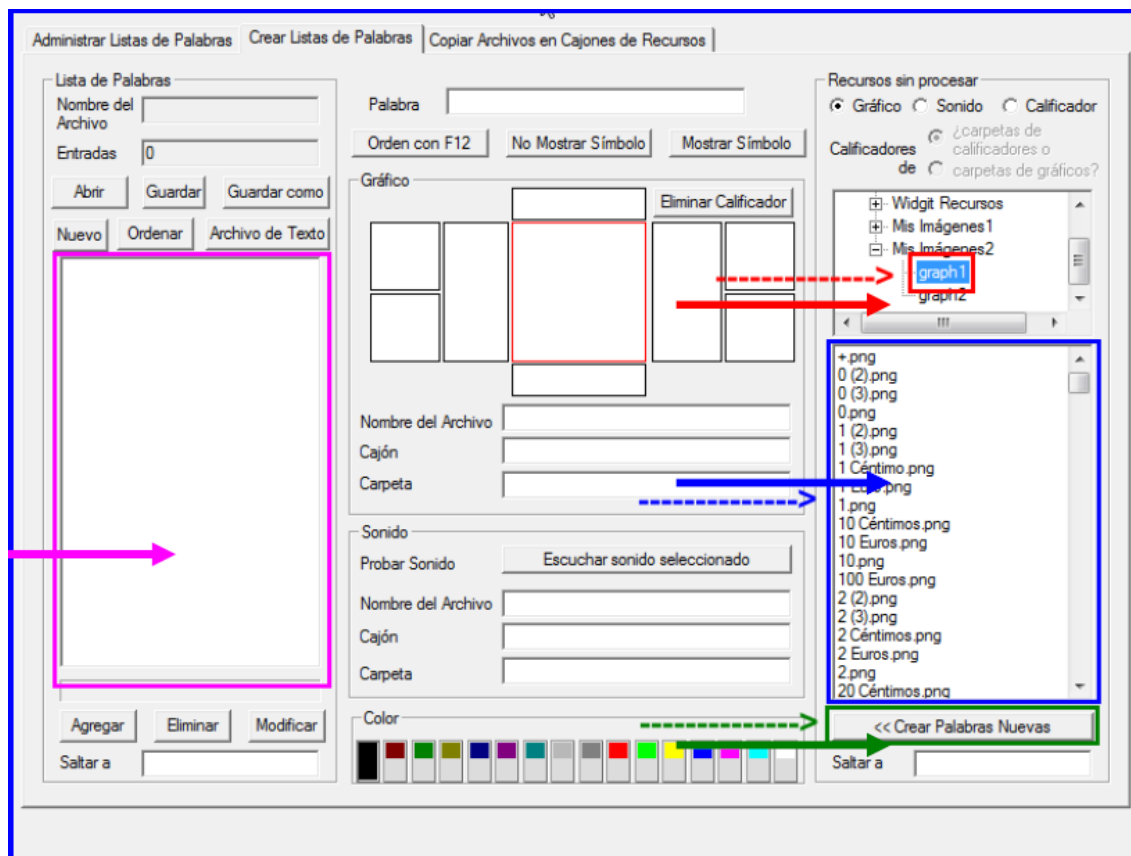 Administrar Listas de Palabras
Crear Listas de Palabras
Copiar Archivos en Cajones de Recursos
Lista de Palabras
Nombre del
Archivo
Entradas
0
Abrir
Guardar
Guardar como
Nuevo
Ordenar
Archivo de Texto
Agregar
Eliminar
Modificar
Saltar a
Palabra
Orden con F12
No Mostrar Símbolo
Mostrar Símbolo
Gráfico
Eliminar Calificador
Nombre del Archivo
Cajón
Carpeta
Sonido
Probar Sonido
Escuchar sonido seleccionado
Nombre del Archivo
Cajón
Carpeta
Color
Recursos sin procesar
Gráfico
Sonido
Calificador
Calificadores
de
¿carpetas de
calificadores o
carpetas de gráficos?
Widgit Recursos
Mis Imágenes1
Mis Imágenes2
graph1
graph2
+.png
0 (2).png
0 (3).png
0.png
1 (2).png
1 (3).png
1 Céntimo.png
1 Euro.png
1.png
10 Céntimos.png
10 Euros.png
10.png
100 Euros.png
2 (2).png
2 (3).png
2 Céntimos.png
2 Euros.png
2.png
20 Céntimos.png
<< Crear Palabras Nuevas
Saltar a